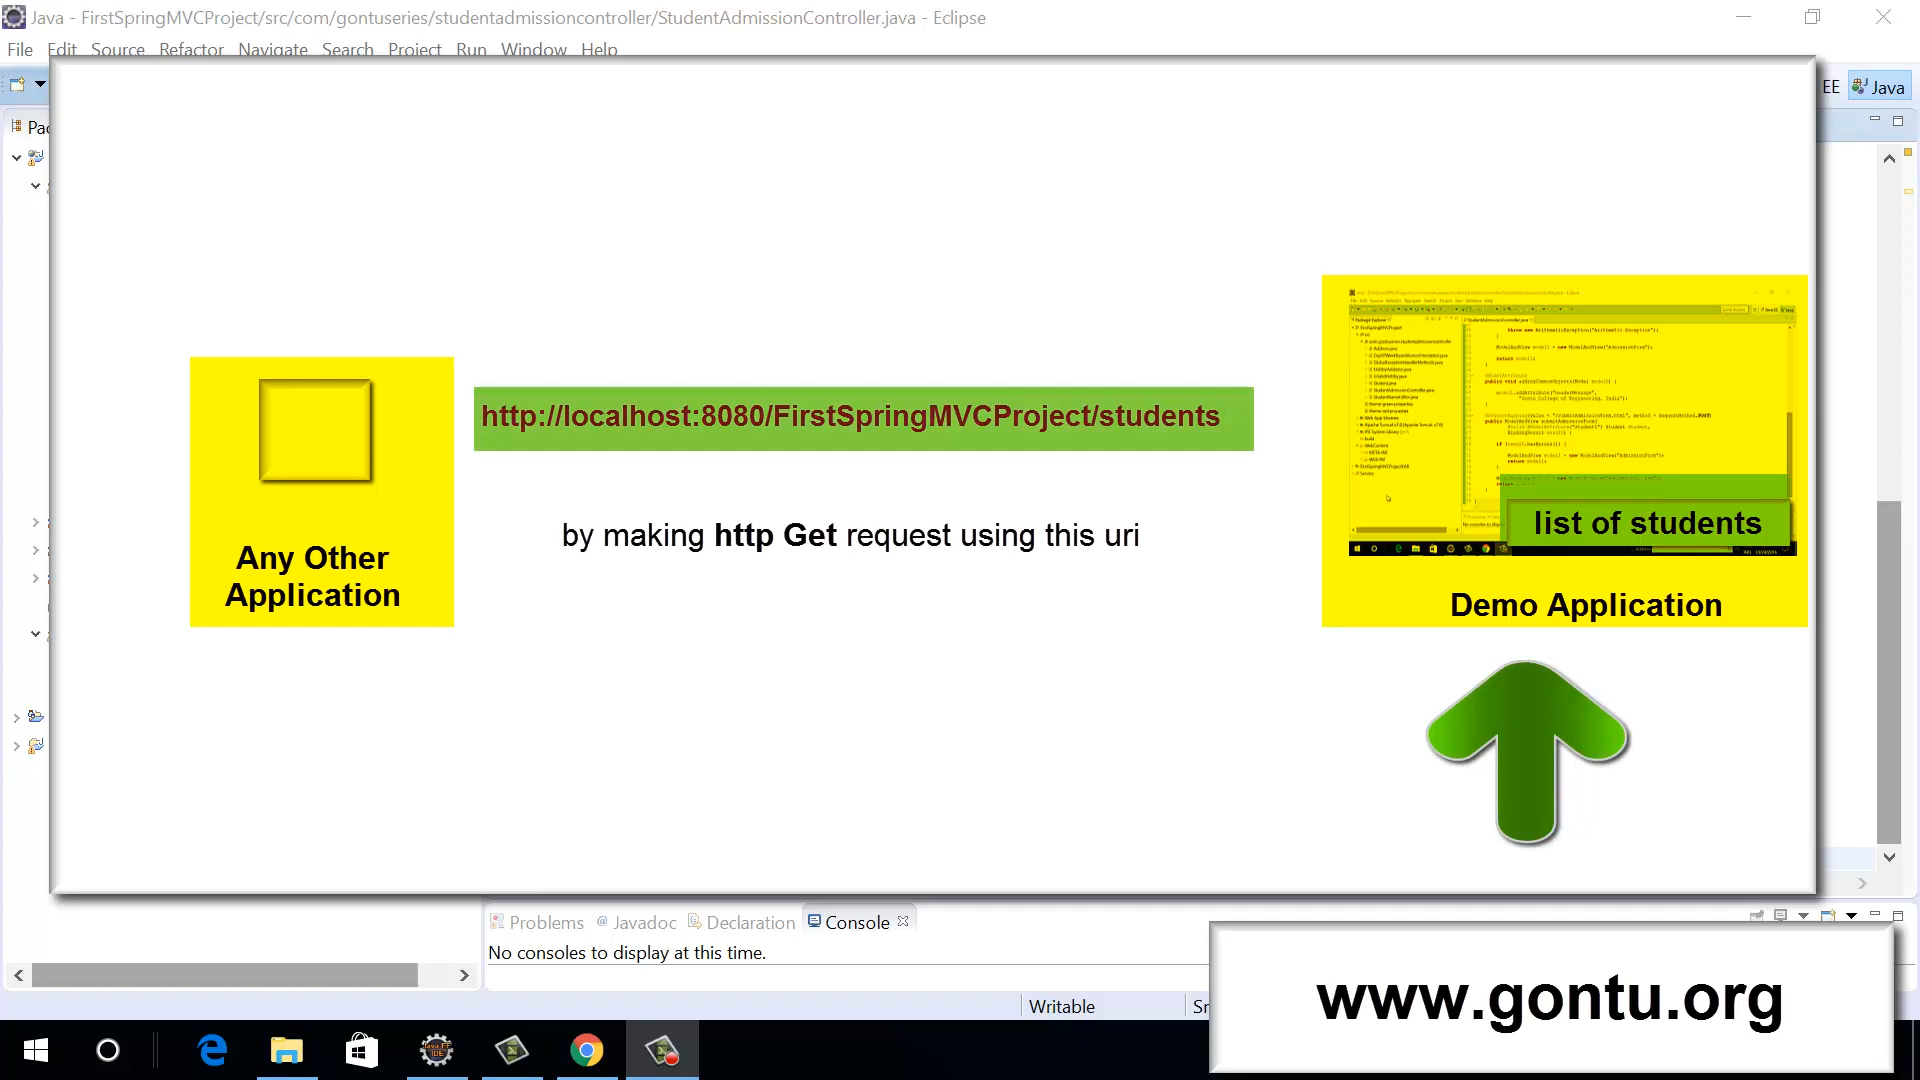 Java - FirstSpringMVCProject/src/com/gontuseries/studentadmissioncontroller/StudentAdmissionController.java - Eclipse
File Edit Source Refactor Navigate Search Project Run Window Help
EE Java
Pac
http://localhost:8080/FirstSpringMVCProject/students
by making http Get request using this uri
Any Other
Application
list of students
Demo Application
Problems @ Javadoc Declaration Console
No consoles to display at this time.
Writable
www.gontu.org